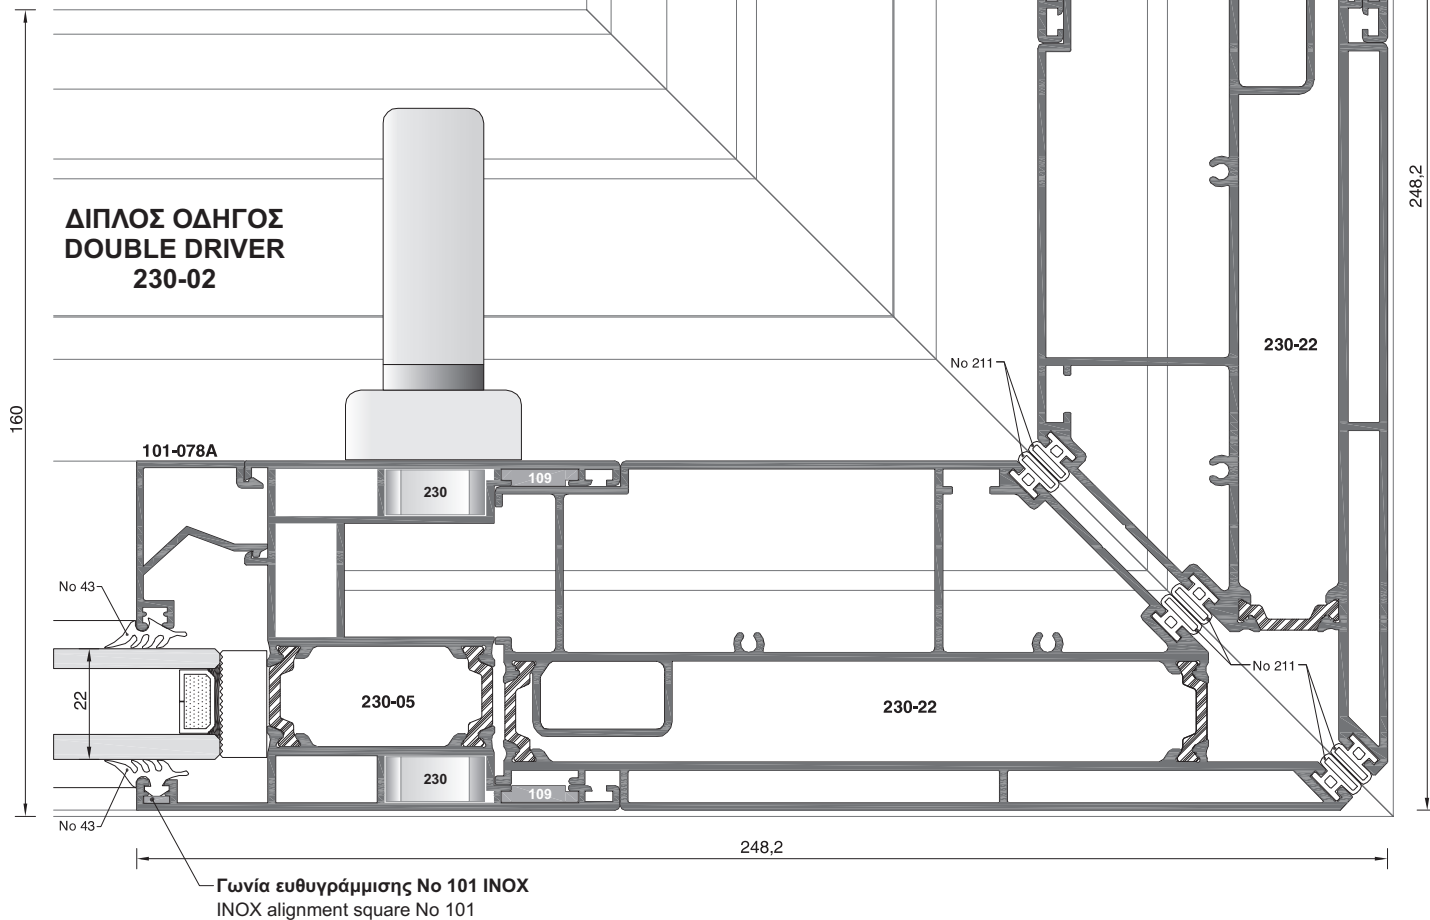 248,2
ΔΙΠΛΟΣ ΟΔΗΓΟΣ
DOUBLE DRIVER
230-02
230-22
No 211
160
101-078A
230
109
No 43
No 211
22
230-05
230-22
230
109
No 43
248,2
Γωνία ευθυγράμμισης No 101 INOX
INOX alignment square No 101